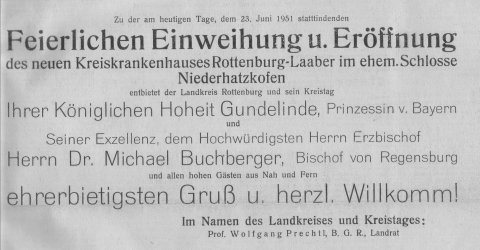 Zu der am heutigen Tage, dem 23. Juni 1951 stattindenden
Feierlichen Einweihung u. Eröffnung
des neuen Kreiskrankenhauses Rottenburg-Laaber im ehem. Schlosse
Niederhatzkofen
entbietet der Landkreis Rottenburg und sein Kreistag
Ihrer Königlichen Hoheit Gundelinde, Prinzessin v. Bayern
und
Seiner Exzellenz, dem Hochwürdigsten Herrn Erzbischof
Herrn Dr. Michael Buchberger, Bischof von Regensburg
und allen hohen Gästen aus Nah und Fern
ehrerbietigsten Gruß u. herzl. Willkomm!
Im Namen des Landkreises und Kreistages:
Prof. Wolfgang Prechtl, B. G. R., Landrat